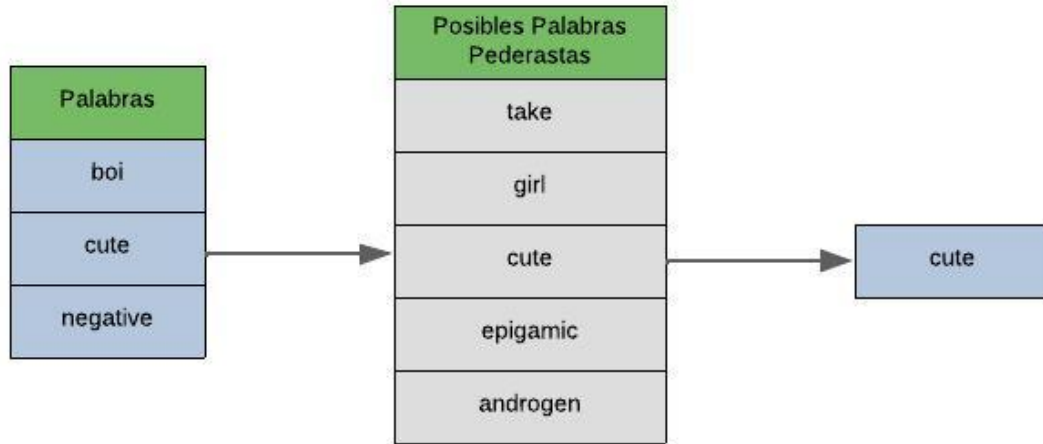 Palabras
boi
cute
negative
Posibles Palabras
Pederastas
take
girl
cute
epigamic
androgen
cute